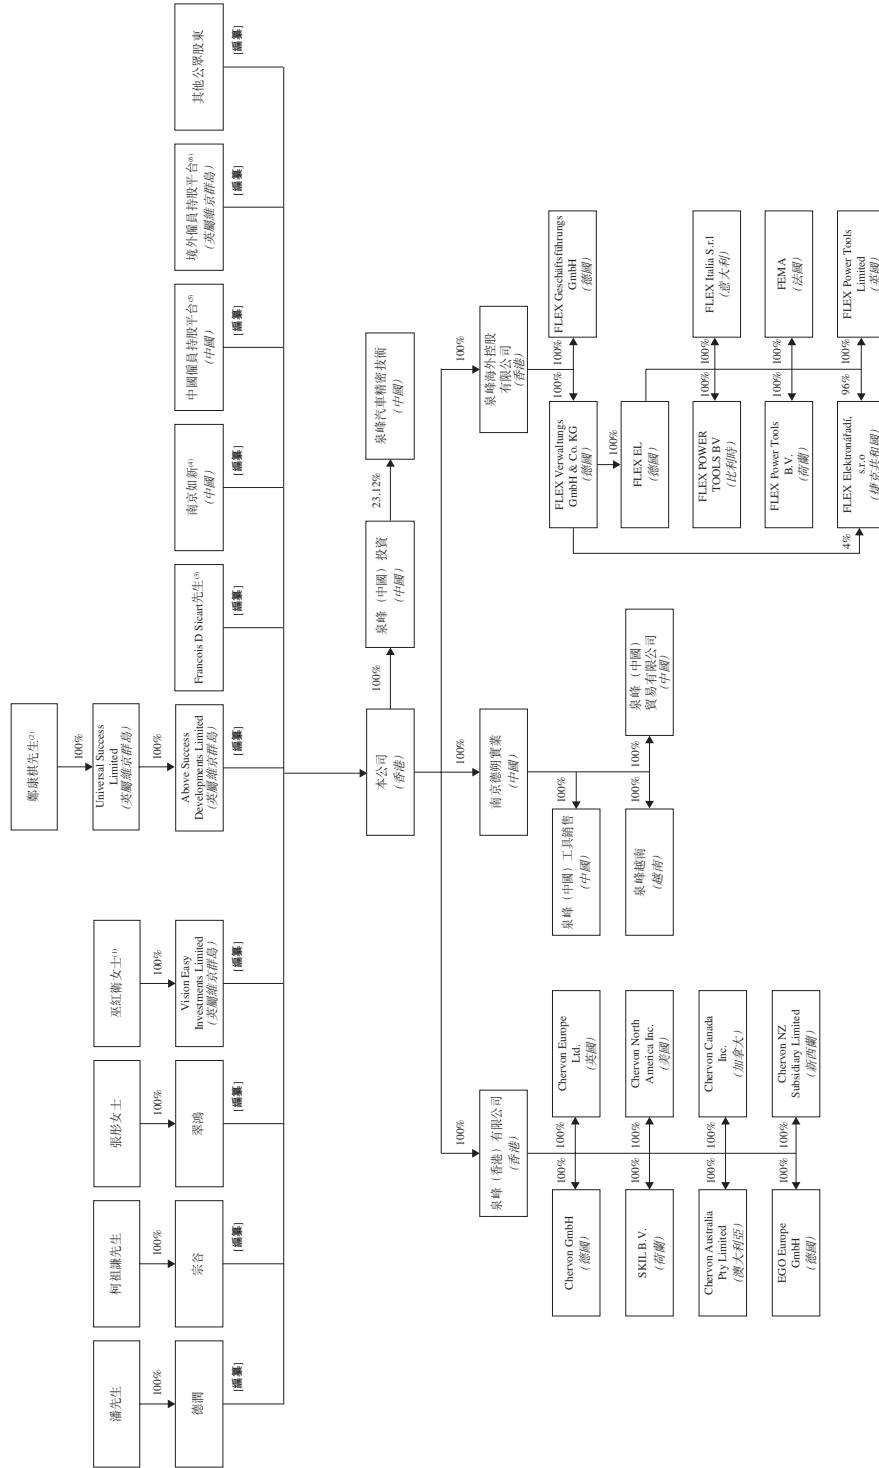 鄭康棋先生(2)
100%
潘先生
柯祖謙先生
張彤女士
巫紅衛女士(1)
Universal Success
Limited
(英屬維京群島)
100%
100%
100%
100%
100%
德潤
宗谷
翠鴻
Vision Easy
Investments Limited
(英屬維京群島)
Above Success
Developments Limited
(英屬維京群島)
Francois D Sicart先生(3)
南京如新(4)
(中國)
中國僱員持股平台(5)
(中國)
境外僱員持股平台(6)
(英屬維京群島)
其他公眾股東
[編纂]
[編纂]
[編纂]
[編纂]
[編纂]
[編纂]
[編纂]
[編纂]
[編纂]
[編纂]
本公司
(香港)
100%
泉峰（中國）投資
(中國)
23.12%
泉峰汽車精密技術
(中國)
100%
100%
100%
泉峰（香港）有限公司
(香港)
南京德朔實業
(中國)
泉峰海外控股
有限公司
(香港)
100%
100%
100%
100%
100%
Chervon GmbH
(德國)
Chervon Europe
Ltd.
(英國)
泉峰（中國）工具銷售
(中國)
FLEX Verwaltungs
GmbH & Co. KG
(德國)
FLEX Geschäftsführungs
GmbH
(德國)
100%
100%
100%
100%
100%
SKIL B.V.
(荷蘭)
Chervon North
America Inc.
(美國)
泉峰越南
(越南)
泉峰（中國）
貿易有限公司
(中國)
FLEX EL
(德國)
100%
100%
100%
100%
Chervon Australia
Pty Limited
(澳大利亞)
Chervon Canada
Inc.
(加拿大)
FLEX POWER
TOOLS BV
(比利時)
FLEX Italia S.r.l
(意大利)
100%
100%
100%
100%
EGO Europe
GmbH
(德國)
Chervon NZ
Subsidiary Limited
(新西蘭)
FLEX Power Tools
B.V.
(荷蘭)
FEMA
(法國)
4%
96%
100%
FLEX Elektronářadí,
s.r.o
(捷克共和國)
FLEX Power Tools
Limited
(英國)